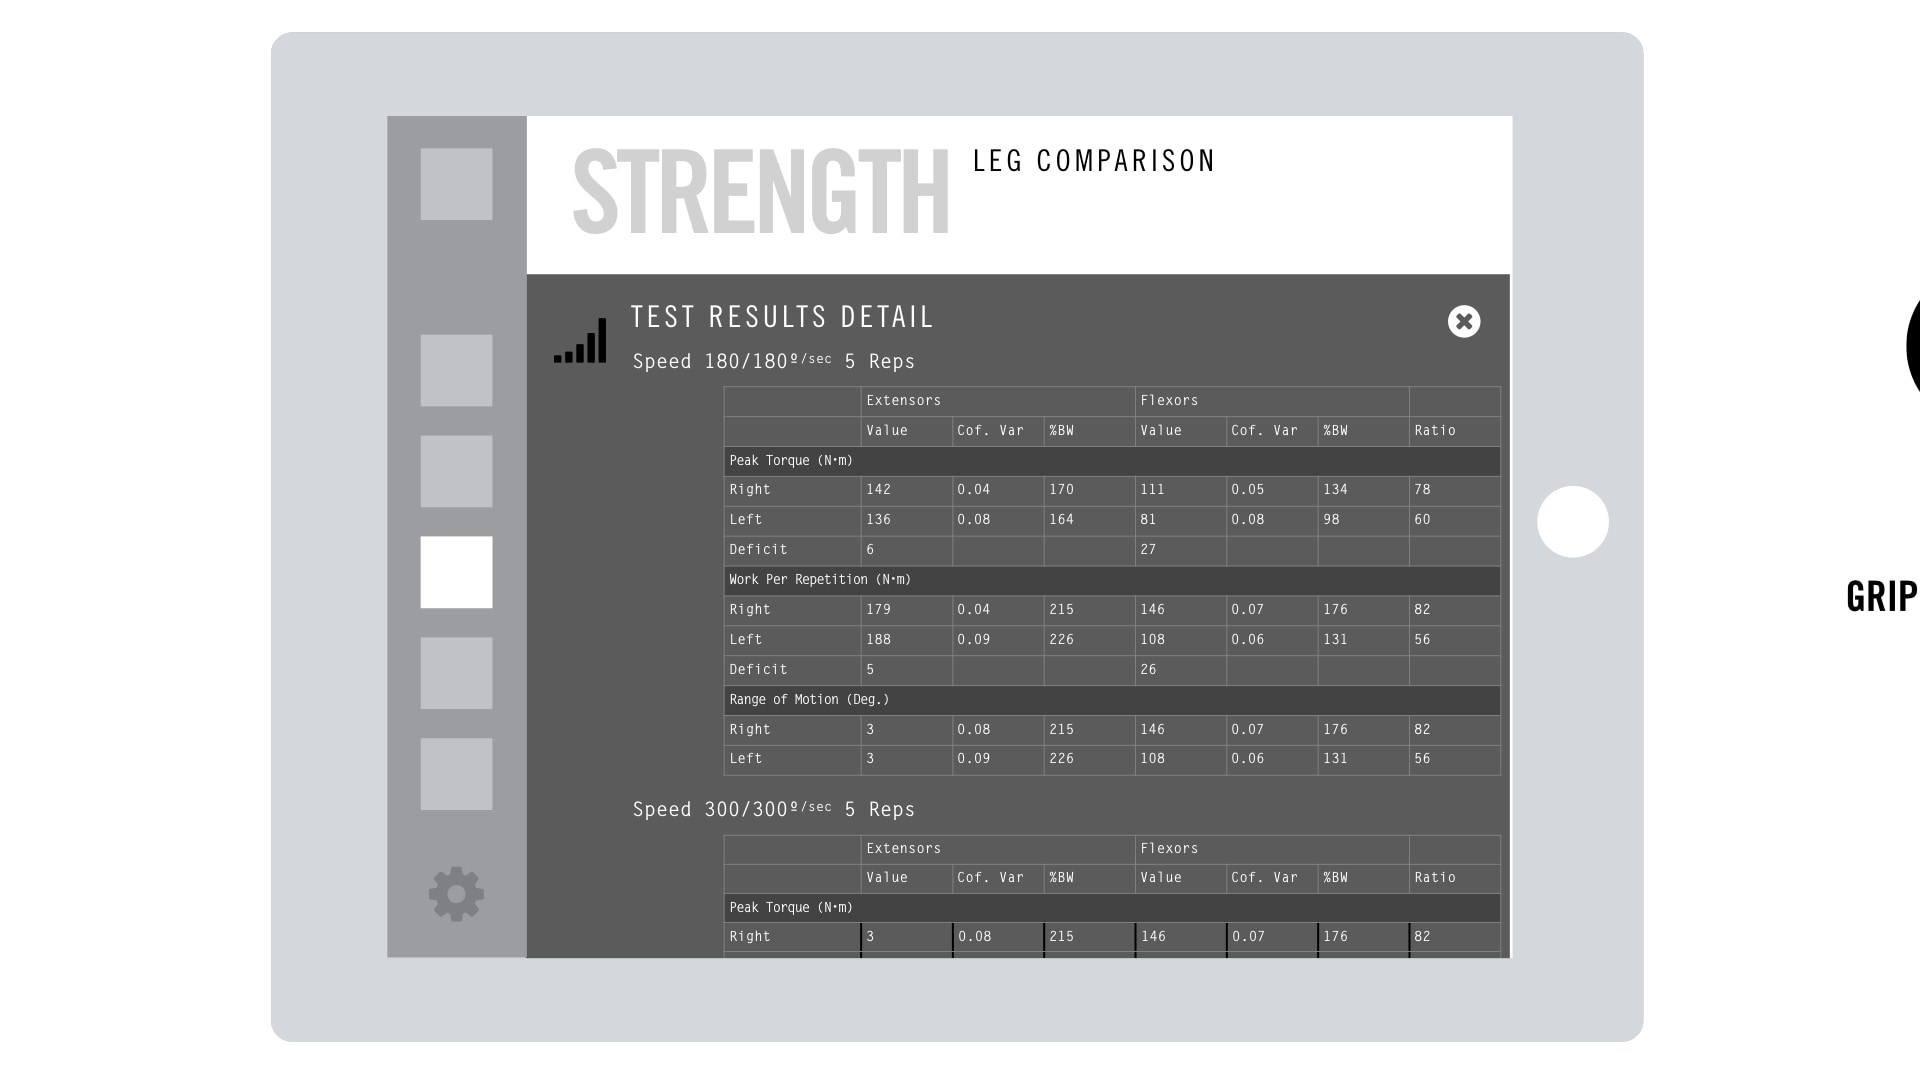 STRENGTH LEG COMPARISON
TEST RESULTS DETAIL
Speed 180/180º/sec 5 Reps
Extensors Flexors
Value Cof. Var %BW Value Cof. Var %BW Ratio
Peak Torque (N·m)
Right 142 0.04 170 111 0.05 134 78
Left 136 0.08 164 81 0.08 98 60
Deficit 6 27
Work Per Repetition (N·m)
Right 179 0.04 215 146 0.07 176 82
Left 188 0.09 226 108 0.06 131 56
Deficit 5 26
Range of Motion (Deg.)
Right 3 0.08 215 146 0.07 176 82
Left 3 0.09 226 108 0.06 131 56
Speed 300/300º/sec 5 Reps
Extensors Flexors
Value Cof. Var %BW Value Cof. Var %BW Ratio
Peak Torque (N·m)
Right 3 0.08 215 146 0.07 176 82
GRIP